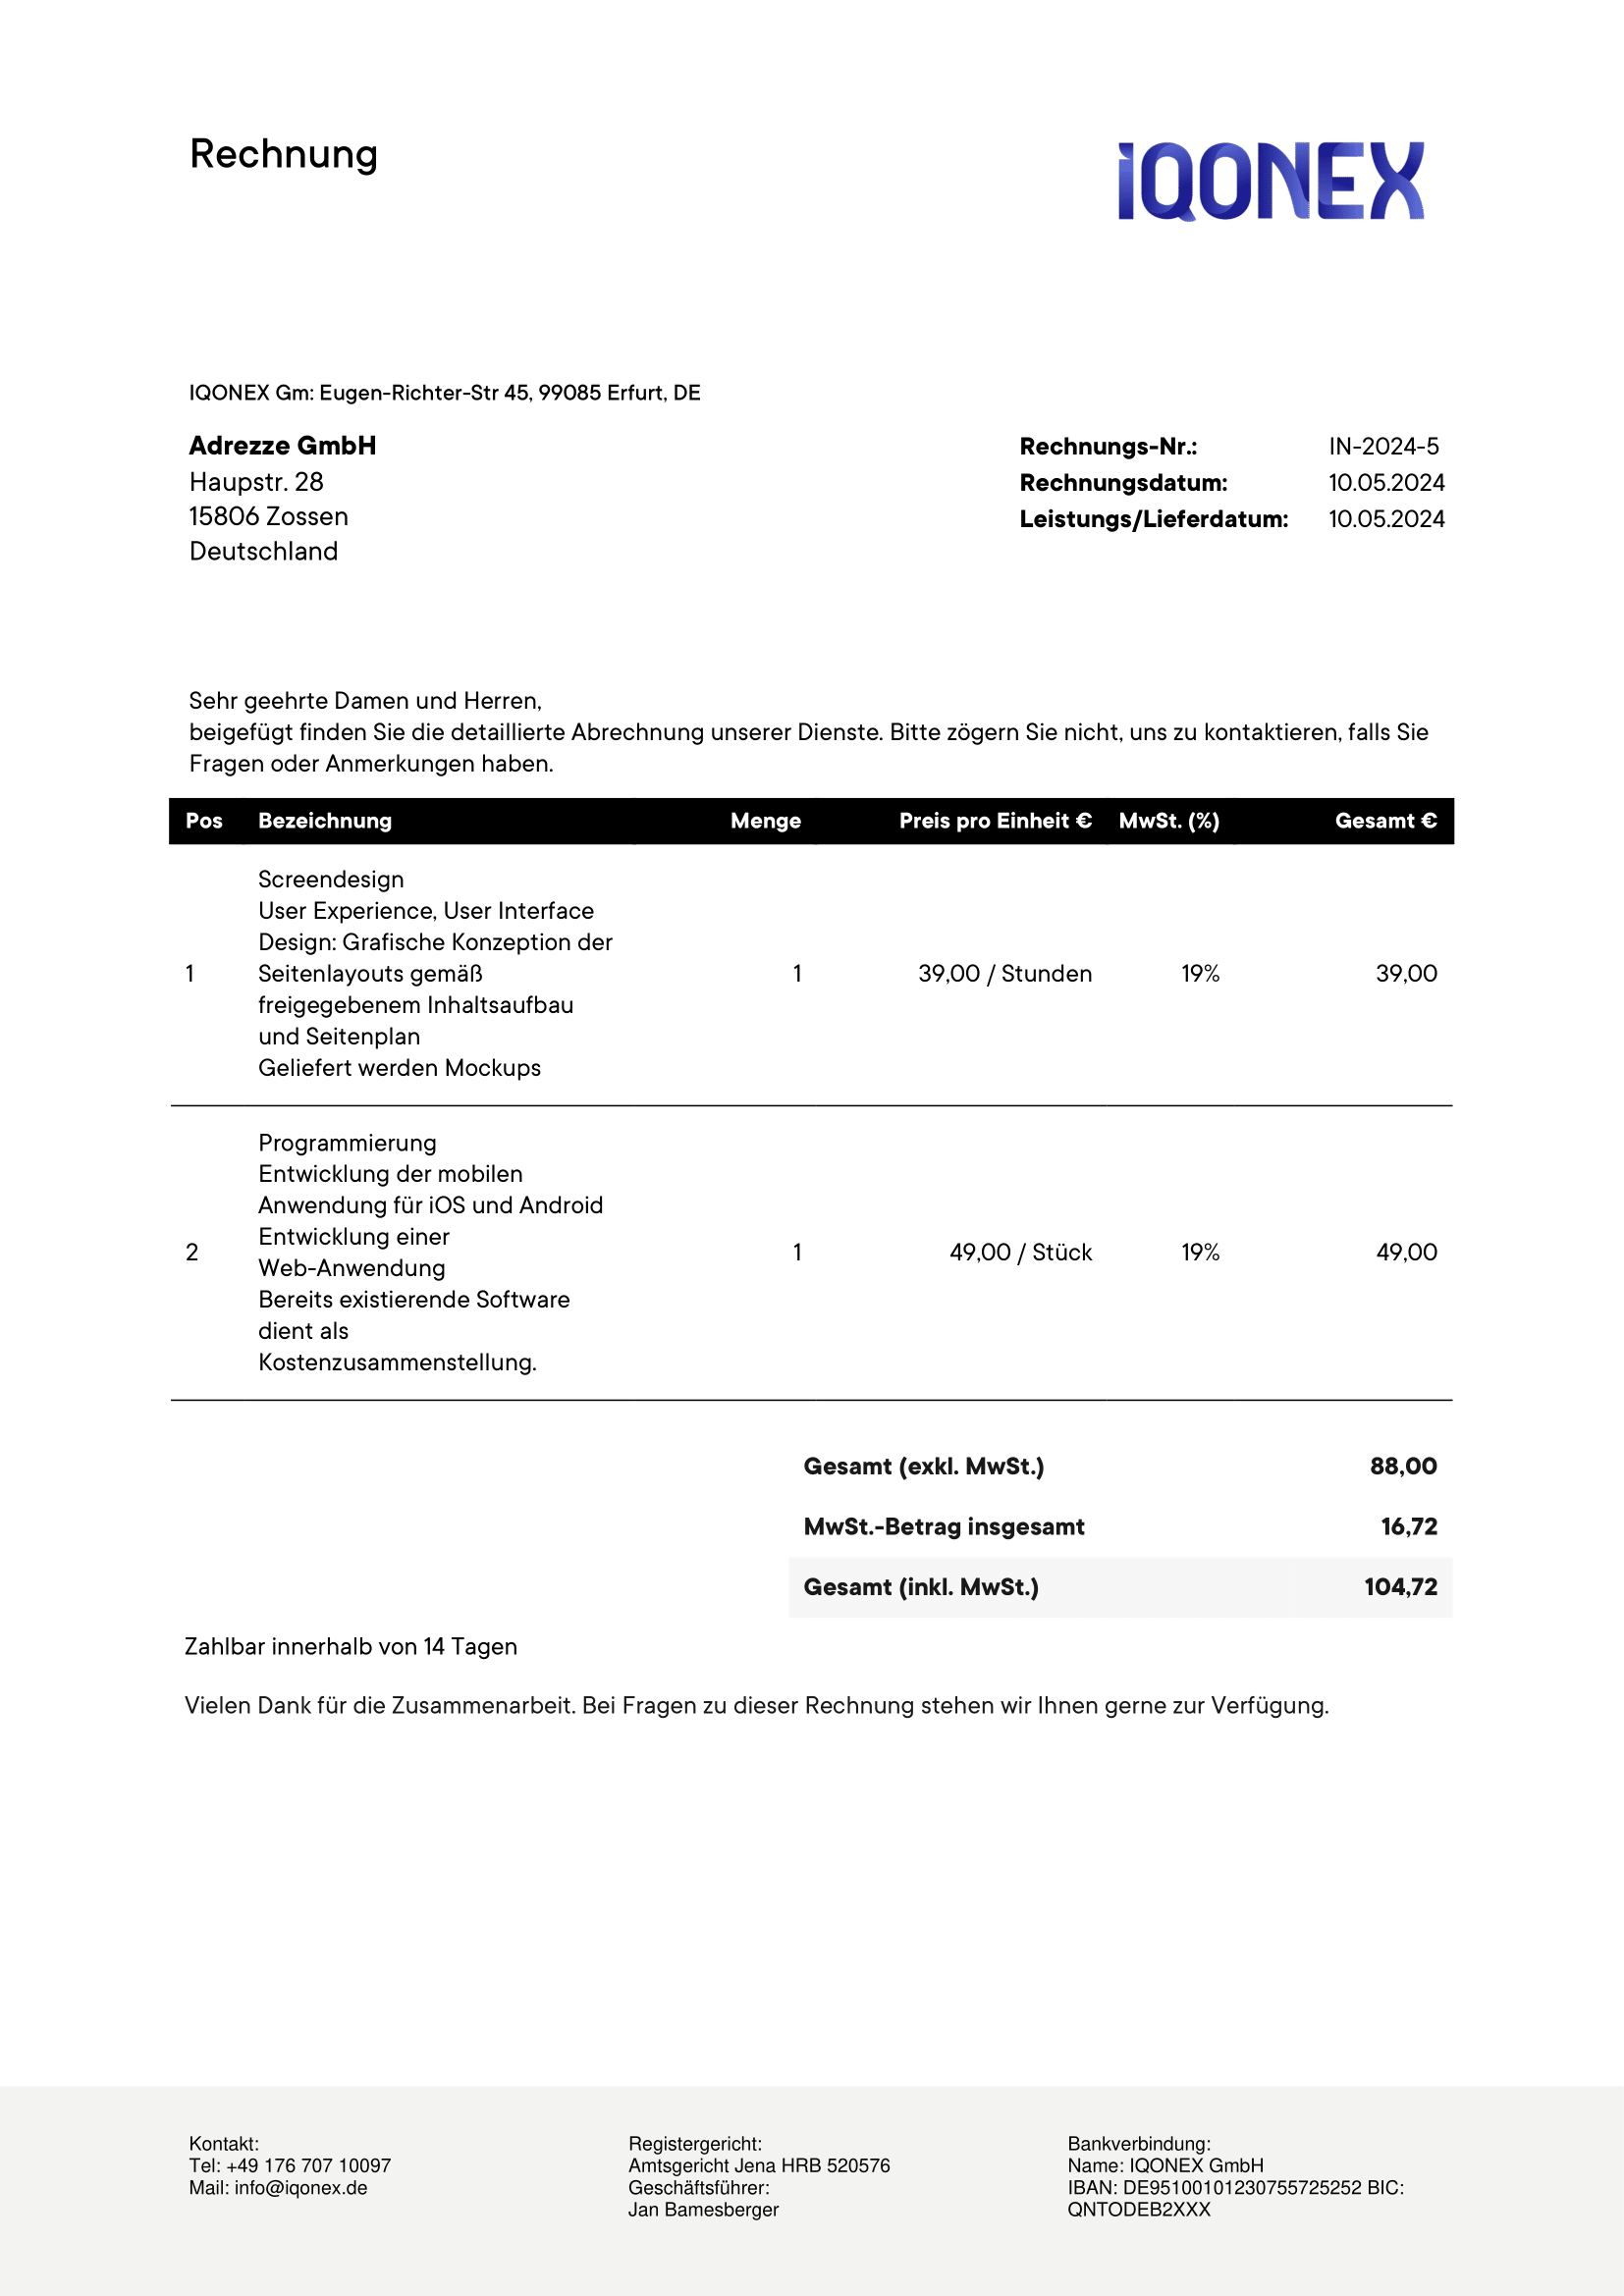 Rechnung
iQONEX
IQONEX Gm: Eugen-Richter-Str 45, 99085 Erfurt, DE
Adrezze GmbH
Haupstr. 28
15806 Zossen
Deutschland
Rechnungs-Nr.: IN-2024-5
Rechnungsdatum: 10.05.2024
Leistungs/Lieferdatum: 10.05.2024
Sehr geehrte Damen und Herren,
beigefügt finden Sie die detaillierte Abrechnung unserer Dienste. Bitte zögern Sie nicht, uns zu kontaktieren, falls Sie
Fragen oder Anmerkungen haben.
Pos Bezeichnung Menge Preis pro Einheit € MwSt. (%) Gesamt €
Screendesign
User Experience, User Interface
Design: Grafische Konzeption der
1 Seitenlayouts gemäß 1 39,00 / Stunden 19% 39,00
freigegebenem Inhaltsaufbau
und Seitenplan
Geliefert werden Mockups
Programmierung
Entwicklung der mobilen
Anwendung für iOS und Android
Entwicklung einer
2 Web-Anwendung 1 49,00 / Stück 19% 49,00
Bereits existierende Software
dient als
Kostenzusammenstellung.
Gesamt (exkl. MwSt.) 88,00
MwSt.-Betrag insgesamt 16,72
Gesamt (inkl. MwSt.) 104,72
Zahlbar innerhalb von 14 Tagen
Vielen Dank für die Zusammenarbeit. Bei Fragen zu dieser Rechnung stehen wir Ihnen gerne zur Verfügung.
Kontakt:
Tel: +49 176 707 10097
Mail: info@iqonex.de
Registergericht:
Amtsgericht Jena HRB 520576
Geschäftsführer:
Jan Bamesberger
Bankverbindung:
Name: IQONEX GmbH
IBAN: DE95100101230755725252 BIC:
QNTODEB2XXX